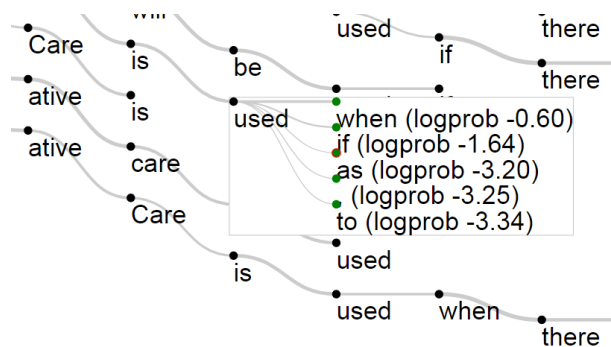 will
used
there
Care
if
is
be
there
ative
is
used
when (logprob -0.60)
if (logprob -1.64)
as (logprob -3.20)
. (logprob -3.25)
to (logprob -3.34)
ative
care
Care
is
used
used
when
there